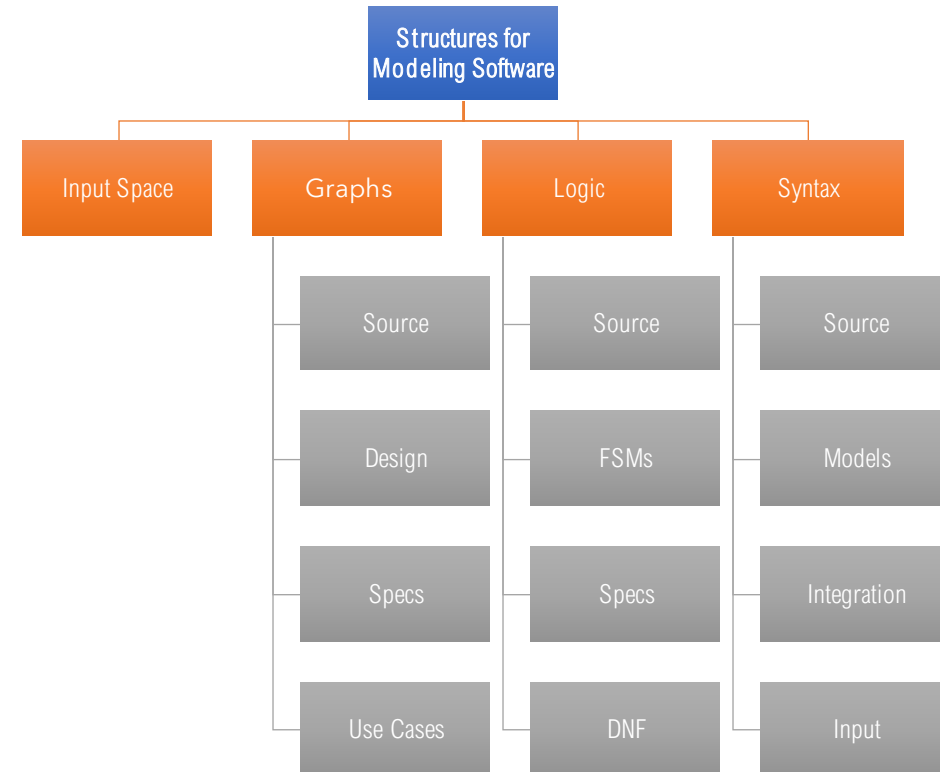 Structures for
Modeling Software
Input Space
Graphs
Logic
Syntax
Source
Source
Source
Design
FSMs
Models
Specs
Specs
Integration
Use Cases
DNF
Input